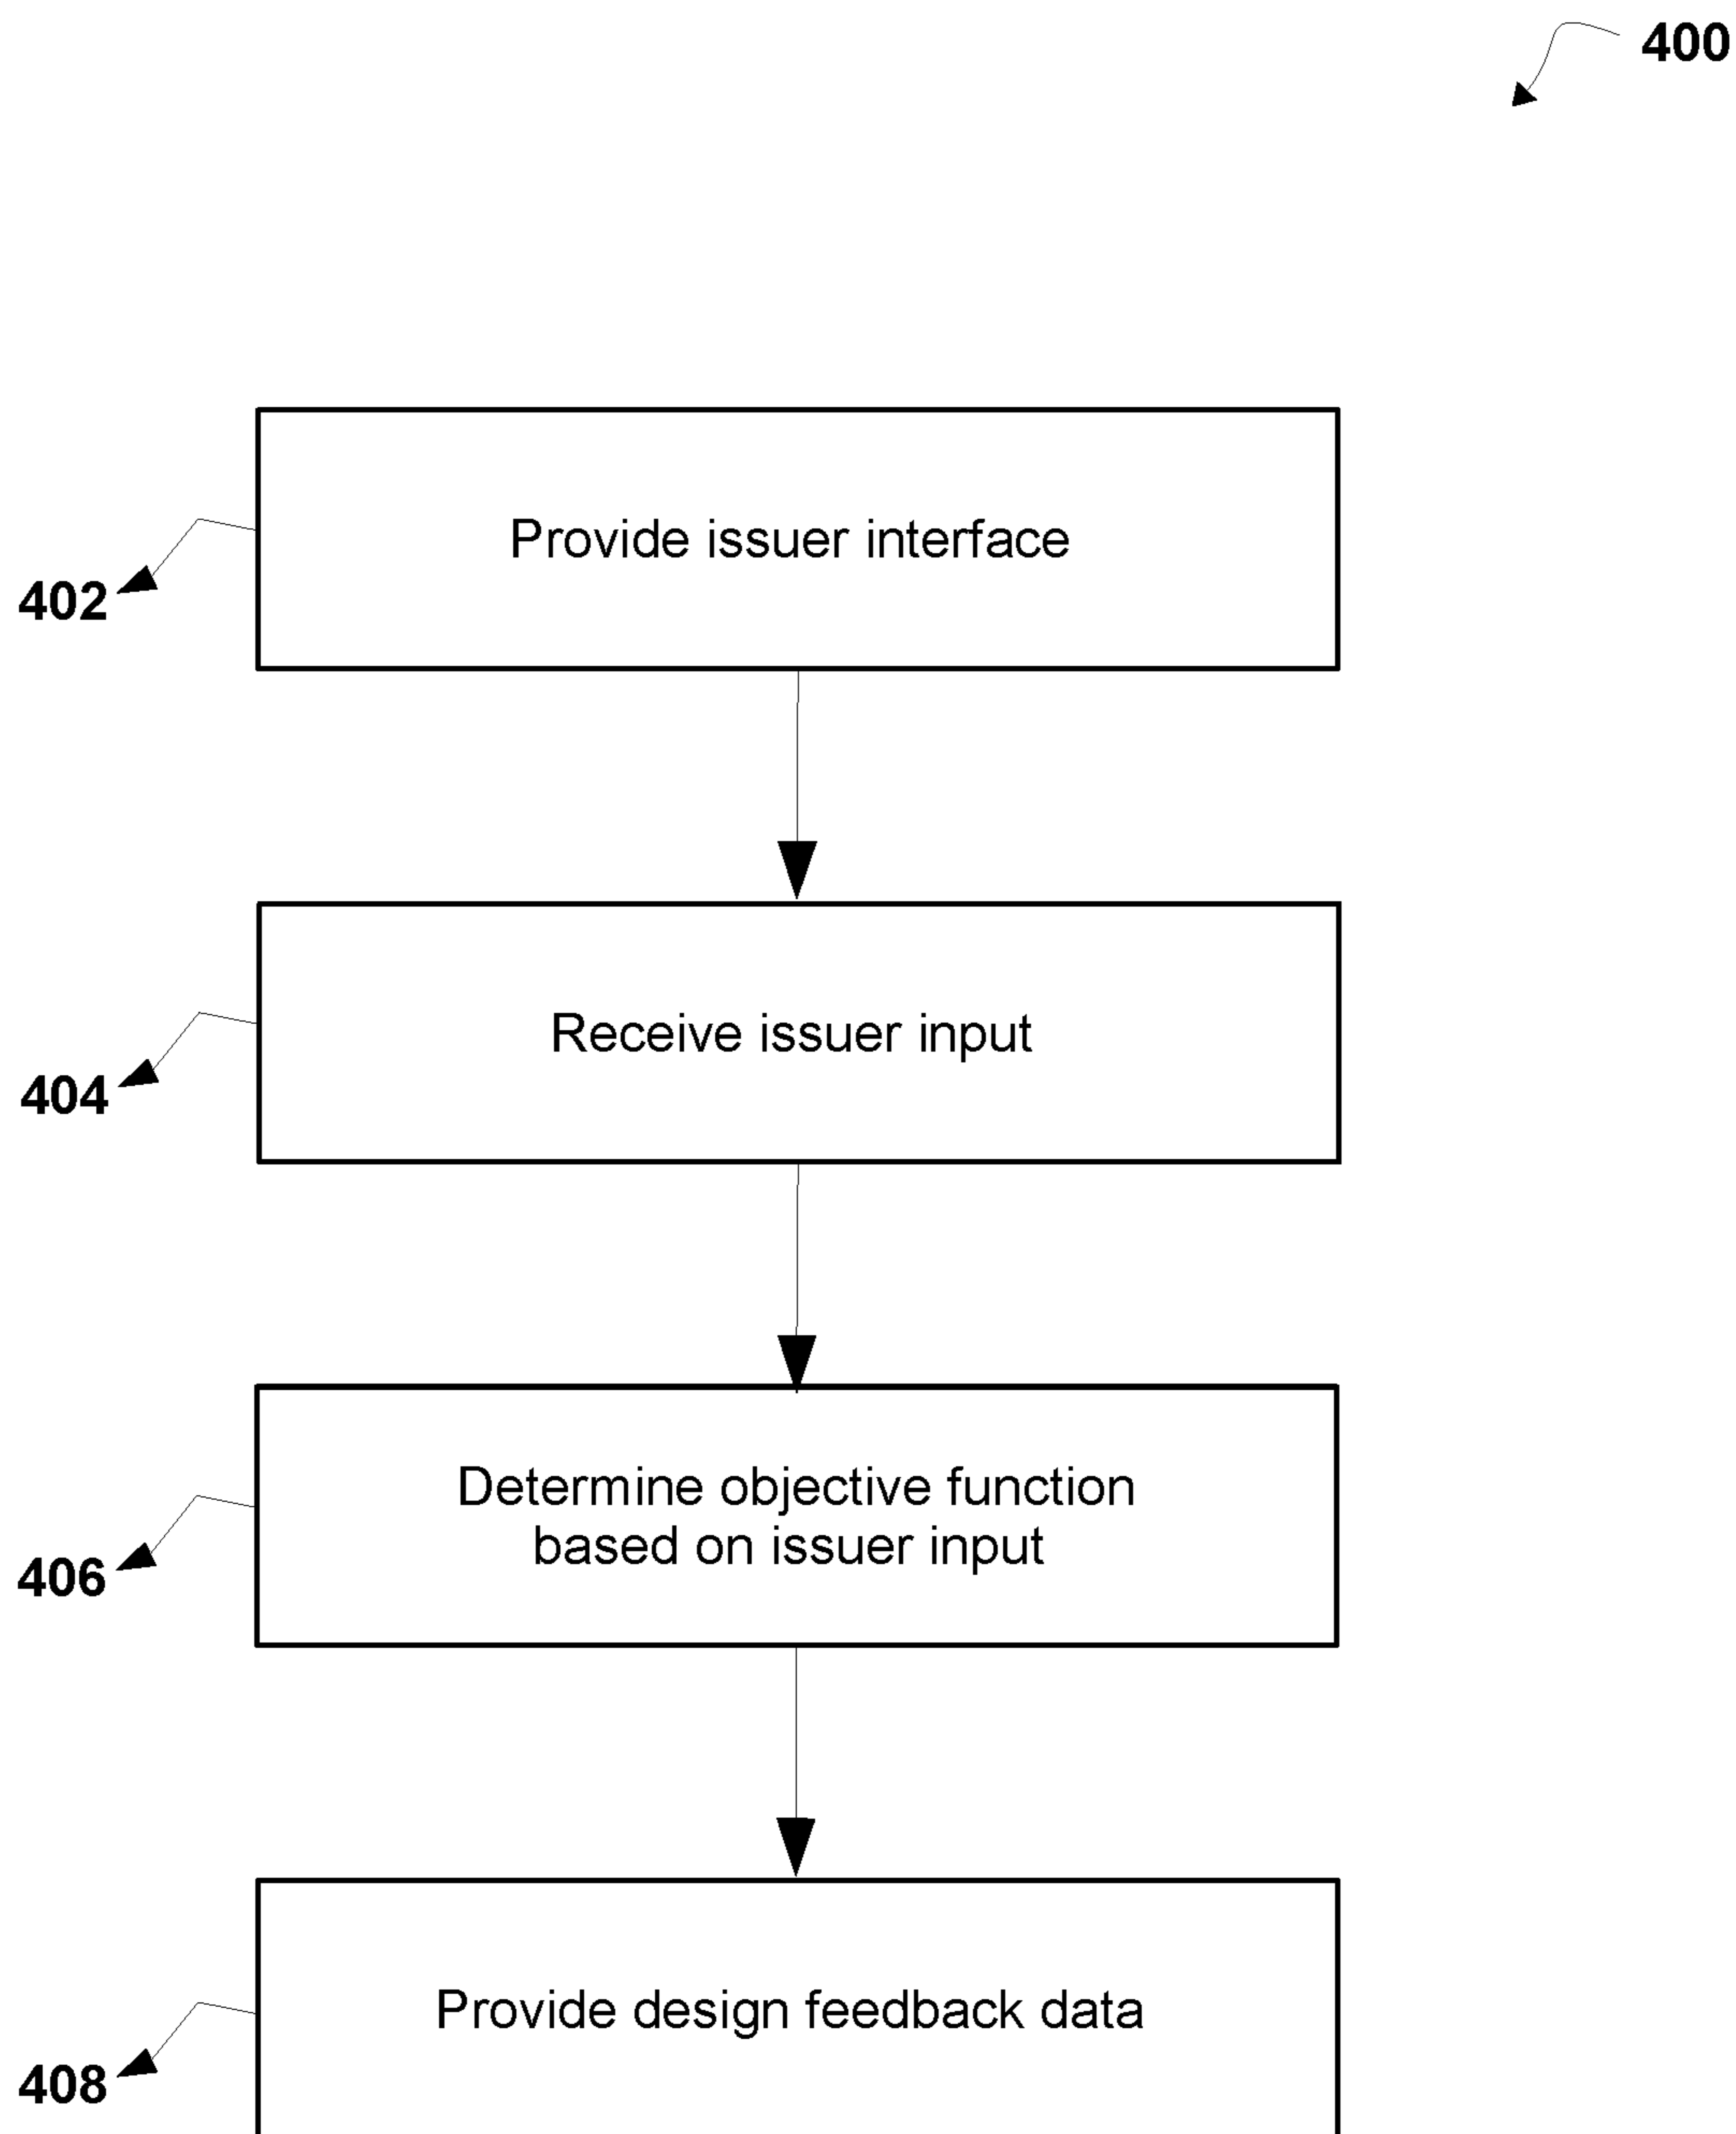 400
Provide issuer interface
402
Receive issuer input
404
Determine objective function
based on issuer input
406
Provide design feedback data
408